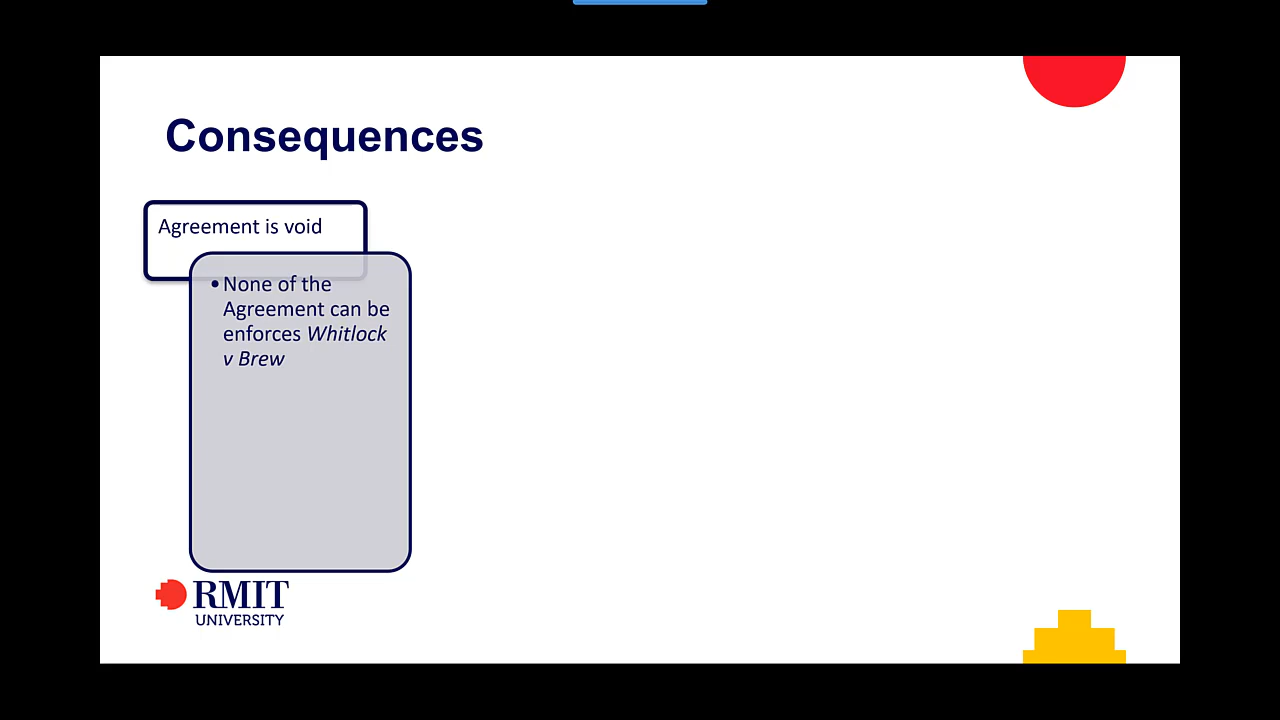 Consequences
Agreement is void
•None of the
Agreement can be
enforces Whitlock
v Brew
RMIT
UNIVERSITY